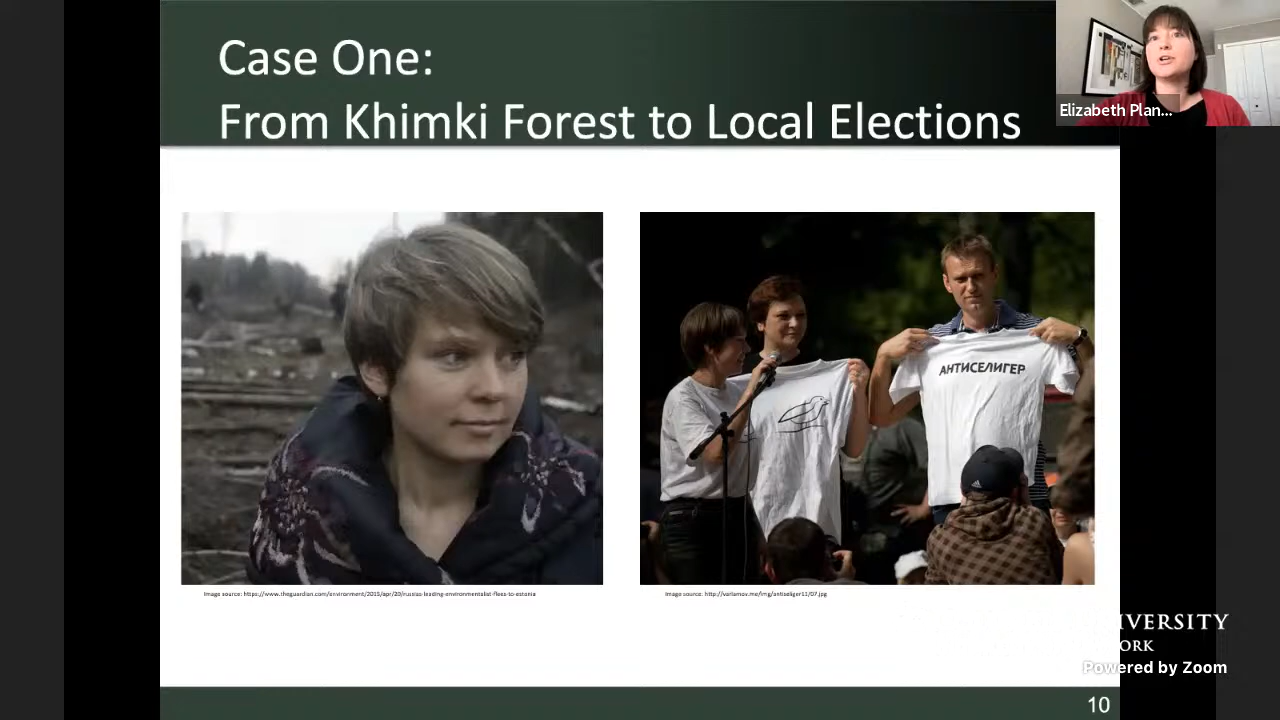 Case One:
From Khimki Forest to Local Elections
Elizabeth Plan...
АНТИСЕЛИГЕР
Image source: https://www.theguardian.com/environment/2015/apr/20/russias-leading-environmentalist-flees-to-estonia
Image source: http://varlamov.me/img/antiseliger11/07.jpg
IVERSITY
ORK
Powered by Zoom
10